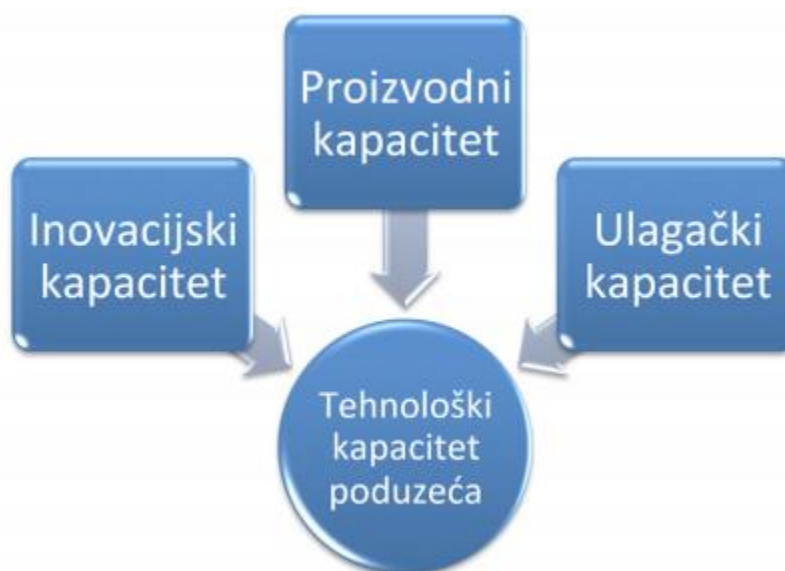 Proizvodni
kapacitet
Inovacijski
kapacitet
Ulagački
kapacitet
Tehnološki
kapacitet
poduzeća